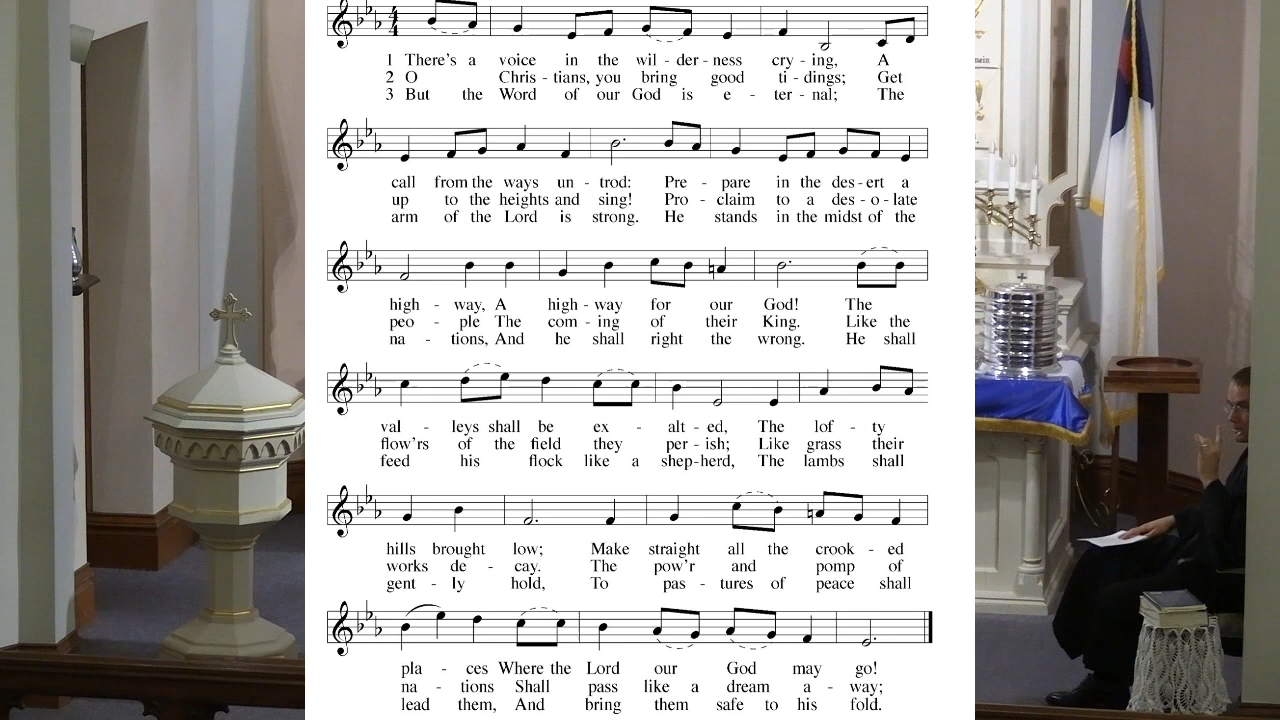 1 There's a voice in the wil - der - ness cry - ing, A
2 O Chris - tians, you bring good ti - dings; Get
3 But the Word of our God is e - ter - nal; The
call from the ways un - trod: Pre - pare in the des - ert a
up to the heights and sing! Pro - claim to a des - o - late
arm of the Lord is strong. He stands in the midst of the
high - way, A high - way for our God! The
peo - ple The com - ing of their King. Like the
na - tions, And he shall right the wrong. He shall
val - leys shall be ex - alt - ed, The lof - ty
flow'rs of the field they per - ish; Like grass their
feed his flock like a shep - herd, The lambs shall
hills brought low; Make straight all the crook - ed
works de - cay. The pow'r and pomp of
gent - ly hold, To pas - tures of peace shall
pla - ces Where the Lord our God may go!
na - tions Shall pass like a dream a - way;
lead them, And bring them safe to his fold.